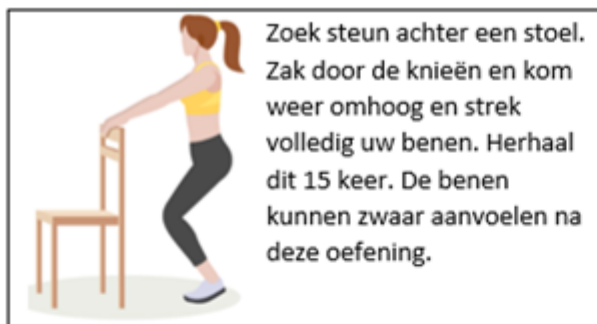 Zoek steun achter een stoel.
Zak door de knieën en kom
weer omhoog en strek
volledig uw benen. Herhaal
dit 15 keer. De benen
kunnen zwaar aanvoelen na
deze oefening.